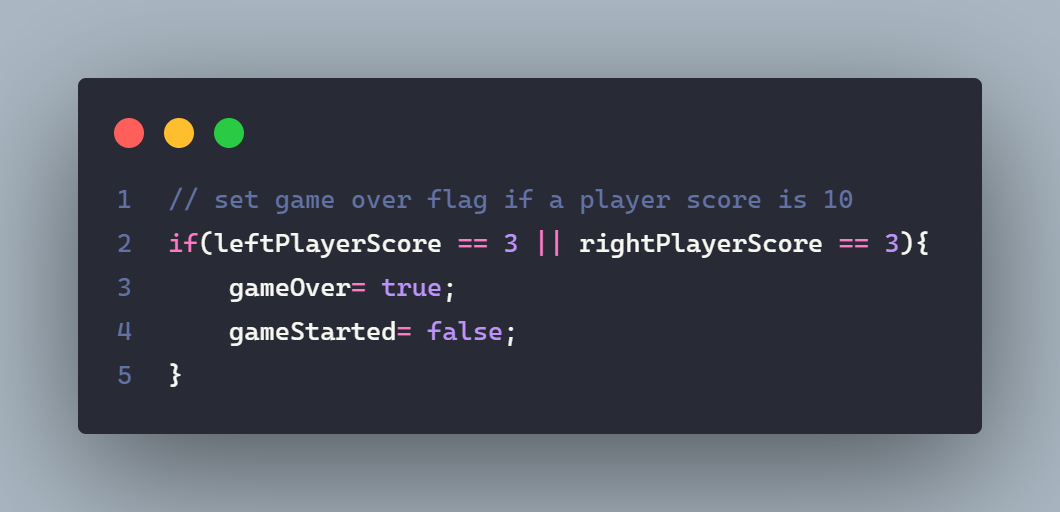 1 // set game over flag if a player score is 10
2 if(leftPlayerScore == 3 || rightPlayerScore == 3){
3     gameOver= true;
4     gameStarted= false;
5 }